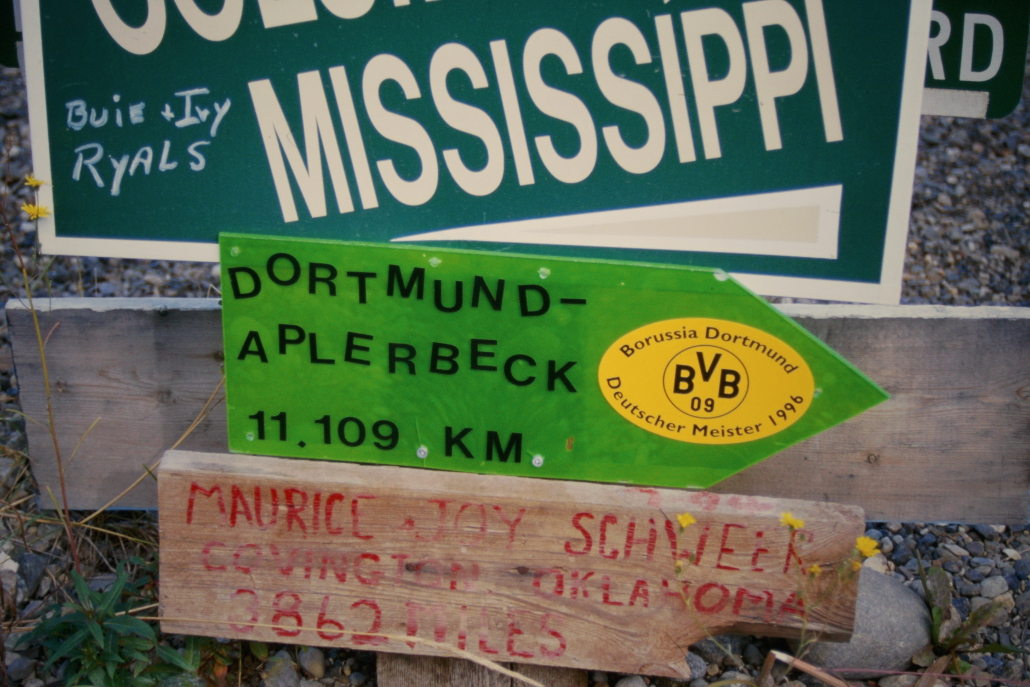 MISSISSIPPI
BUIE + Ivy
RYALS
RD
DORTMUND-
APLERBECK
11.109 KM
Borussia Dortmund
BVB
09
Deutscher Meister 1996
MAURICE & JOY SCHWEER
COVINGTON OKLAHOMA
3862 MILES